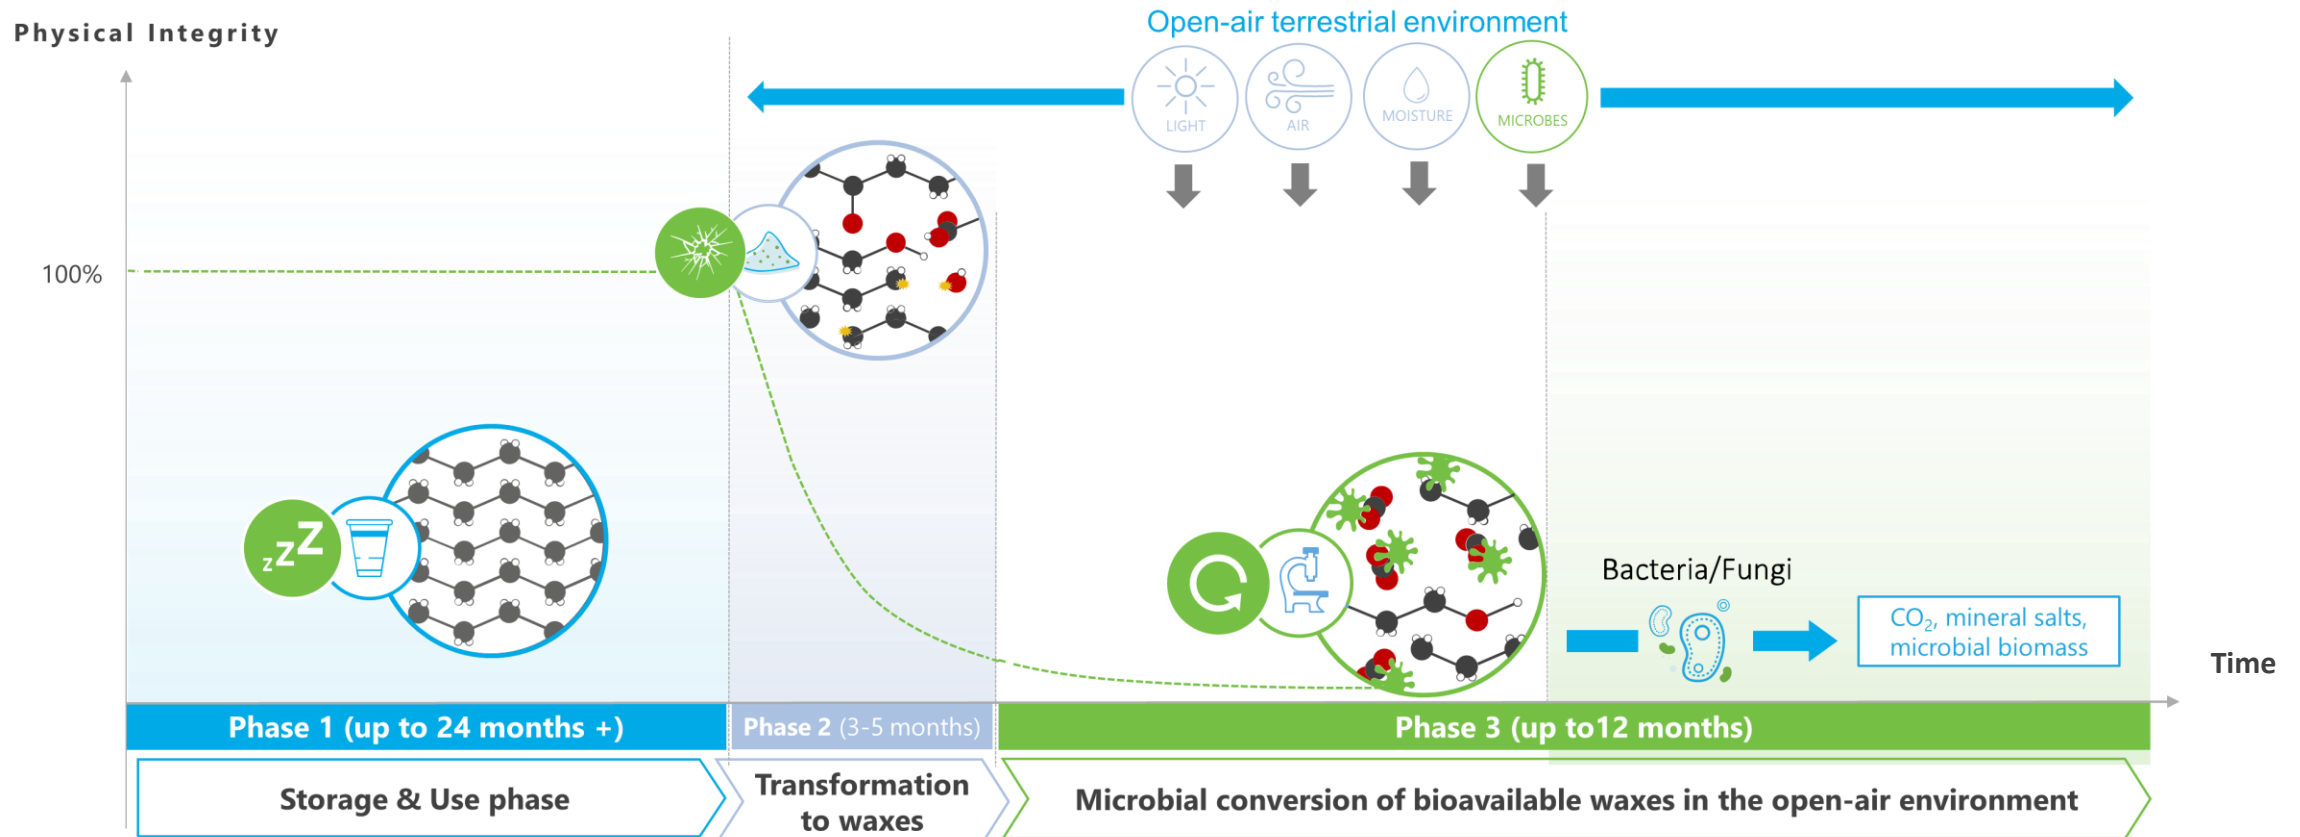 Physical Integrity
Open-air terrestrial environment
LIGHT
AIR
MOISTURE
MICROBES
100%
z z Z
Bacteria/Fungi
CO₂, mineral salts,
microbial biomass
Time
Phase 1 (up to 24 months +)
Phase 2 (3-5 months)
Phase 3 (up to12 months)
Storage & Use phase
Transformation
to waxes
Microbial conversion of bioavailable waxes in the open-air environment